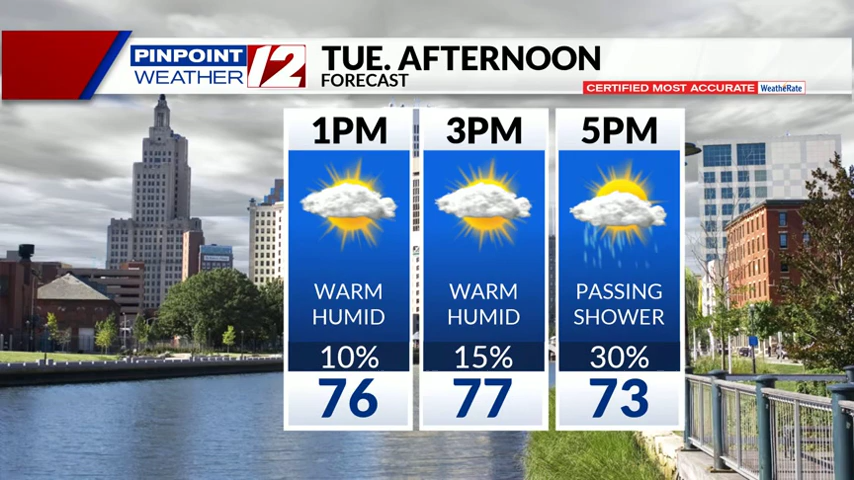 PINPOINT
WEATHER 12
TUE. AFTERNOON
FORECAST
CERTIFIED MOST ACCURATE WeatheRate
1PM 3PM 5PM
WARM WARM PASSING
HUMID HUMID SHOWER
10% 15% 30%
76 77 73